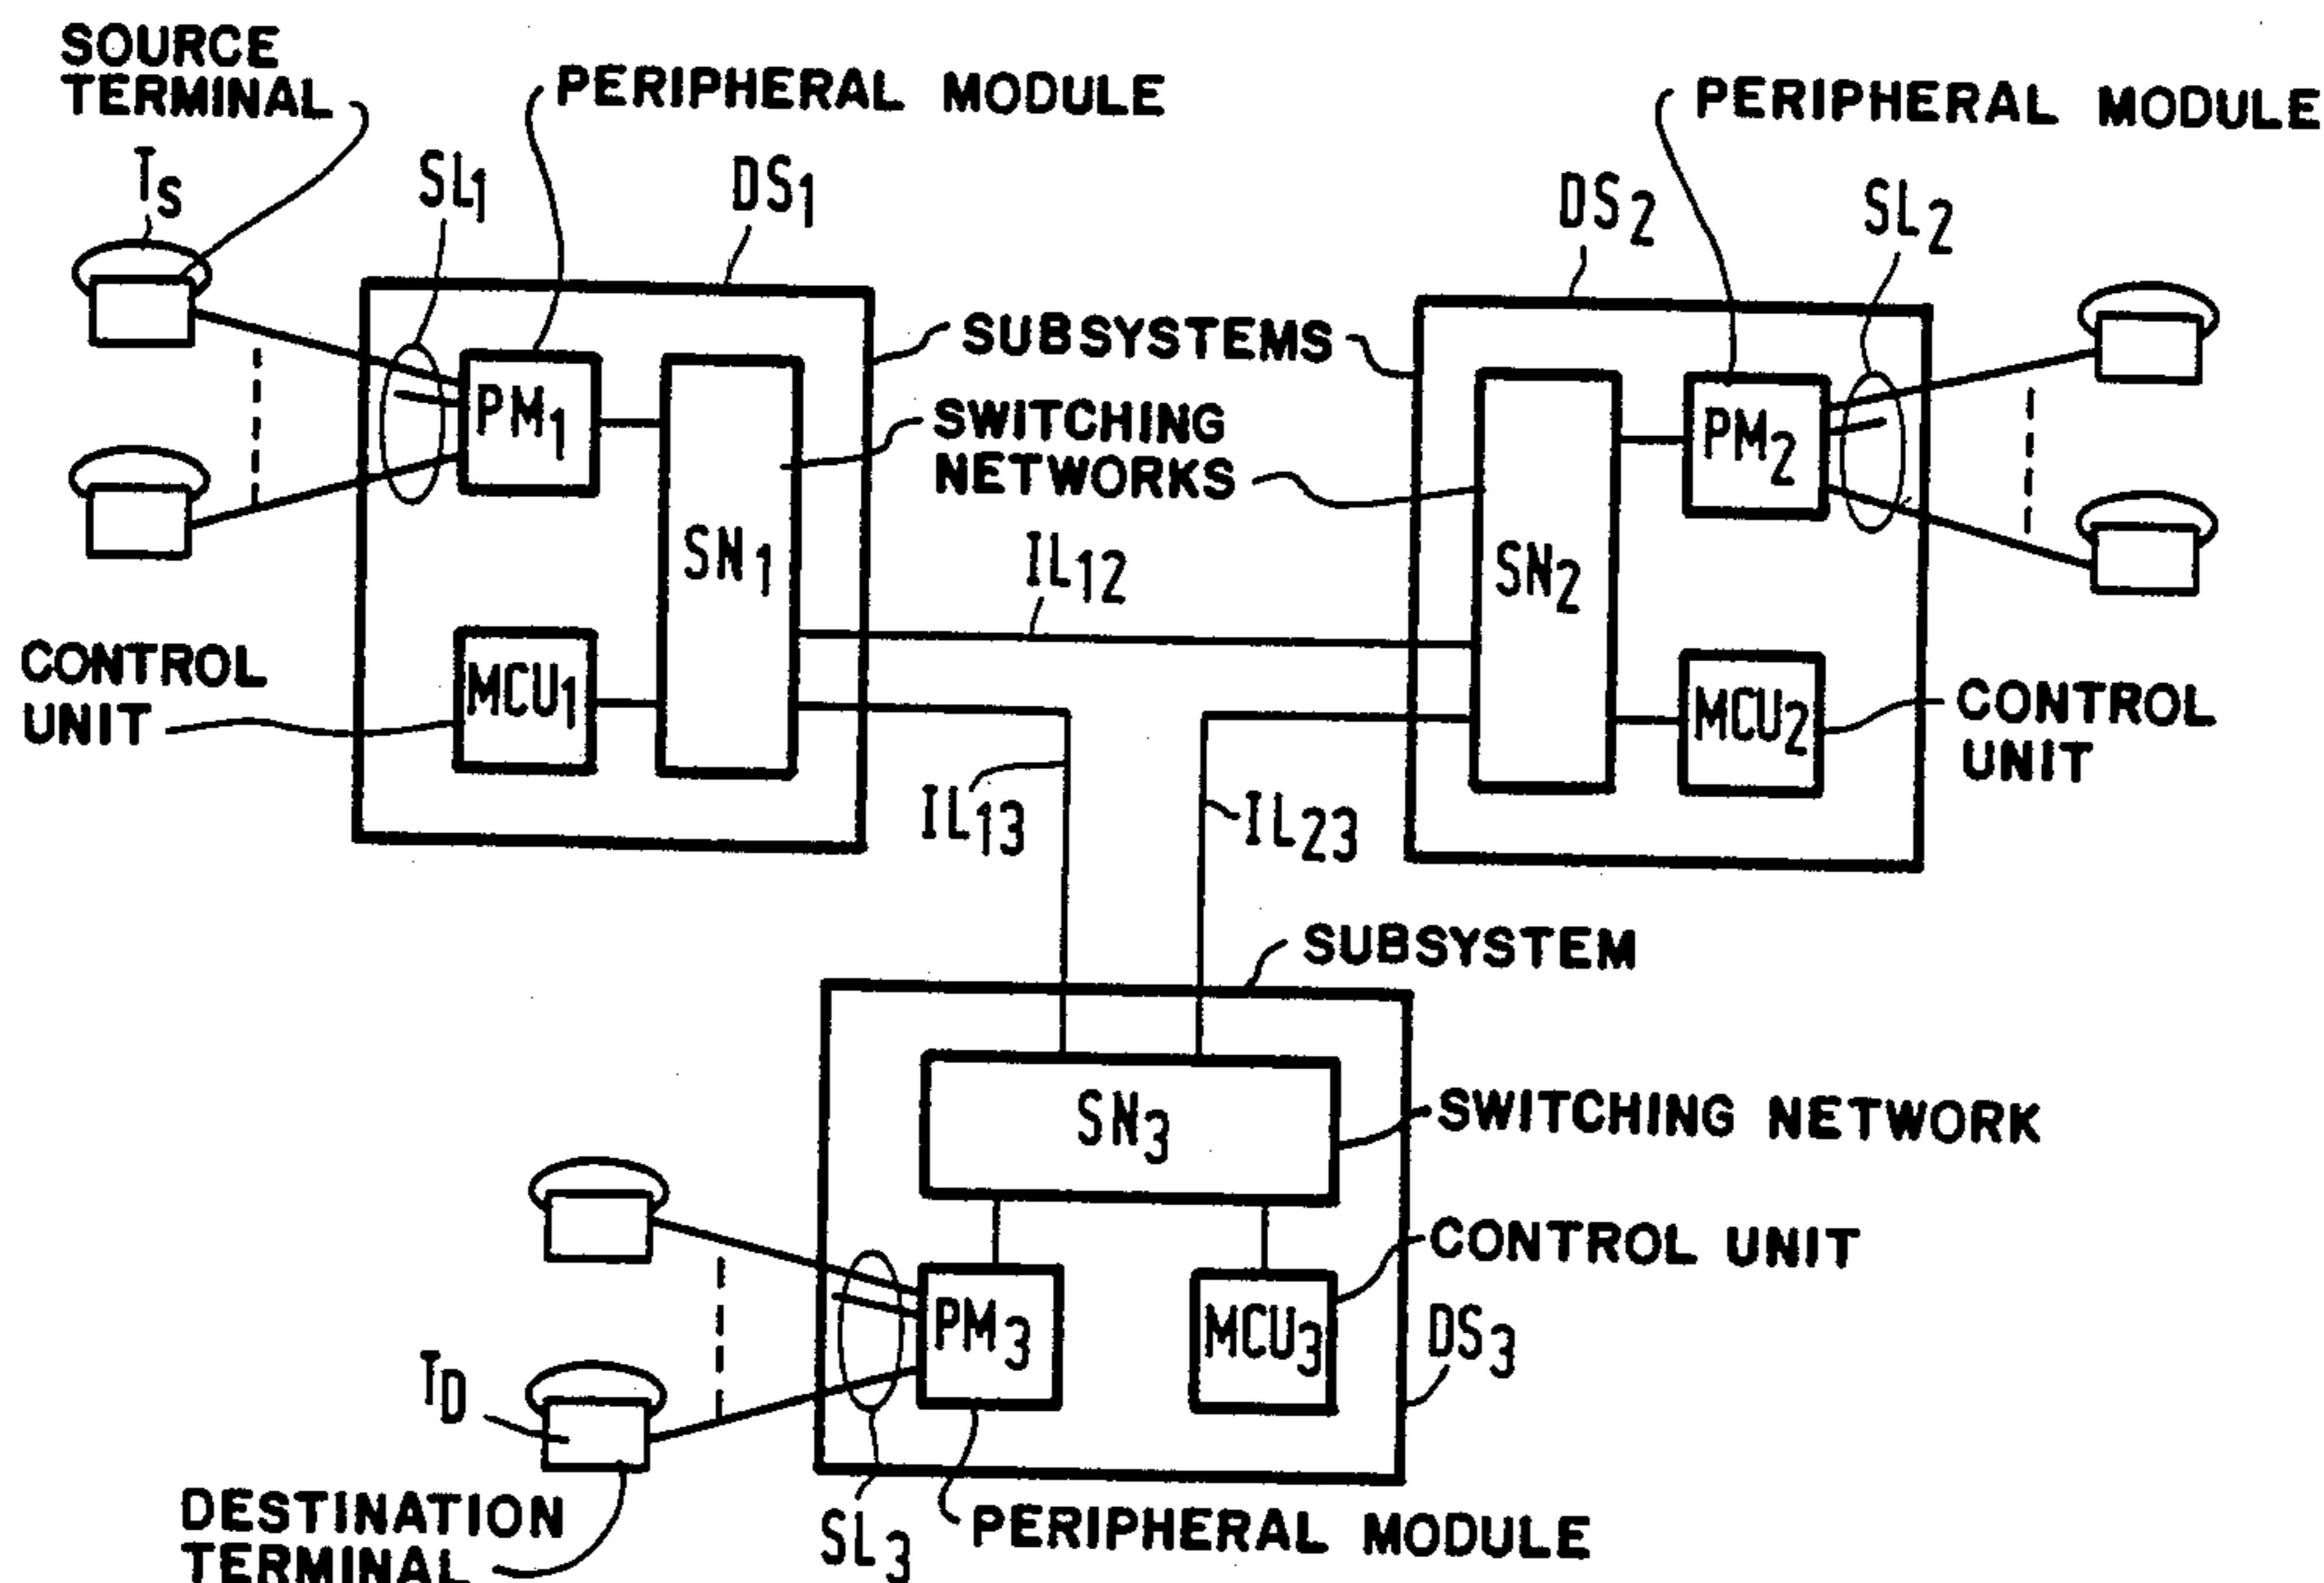 SOURCE
TERMINAL
PERIPHERAL MODULE
PERIPHERAL MODULE
TS
SL1
DS1
DS2
SL2
SUBSYSTEMS
PM1
SWITCHING
NETWORKS
PM2
SN1
IL12
SN2
CONTROL
UNIT
MCU1
MCU2
CONTROL
UNIT
IL13
IL23
SUBSYSTEM
SN3
SWITCHING NETWORK
CONTROL UNIT
PM3
MCU3
DS3
TD
DESTINATION
TERMINAL
SL3
PERIPHERAL MODULE